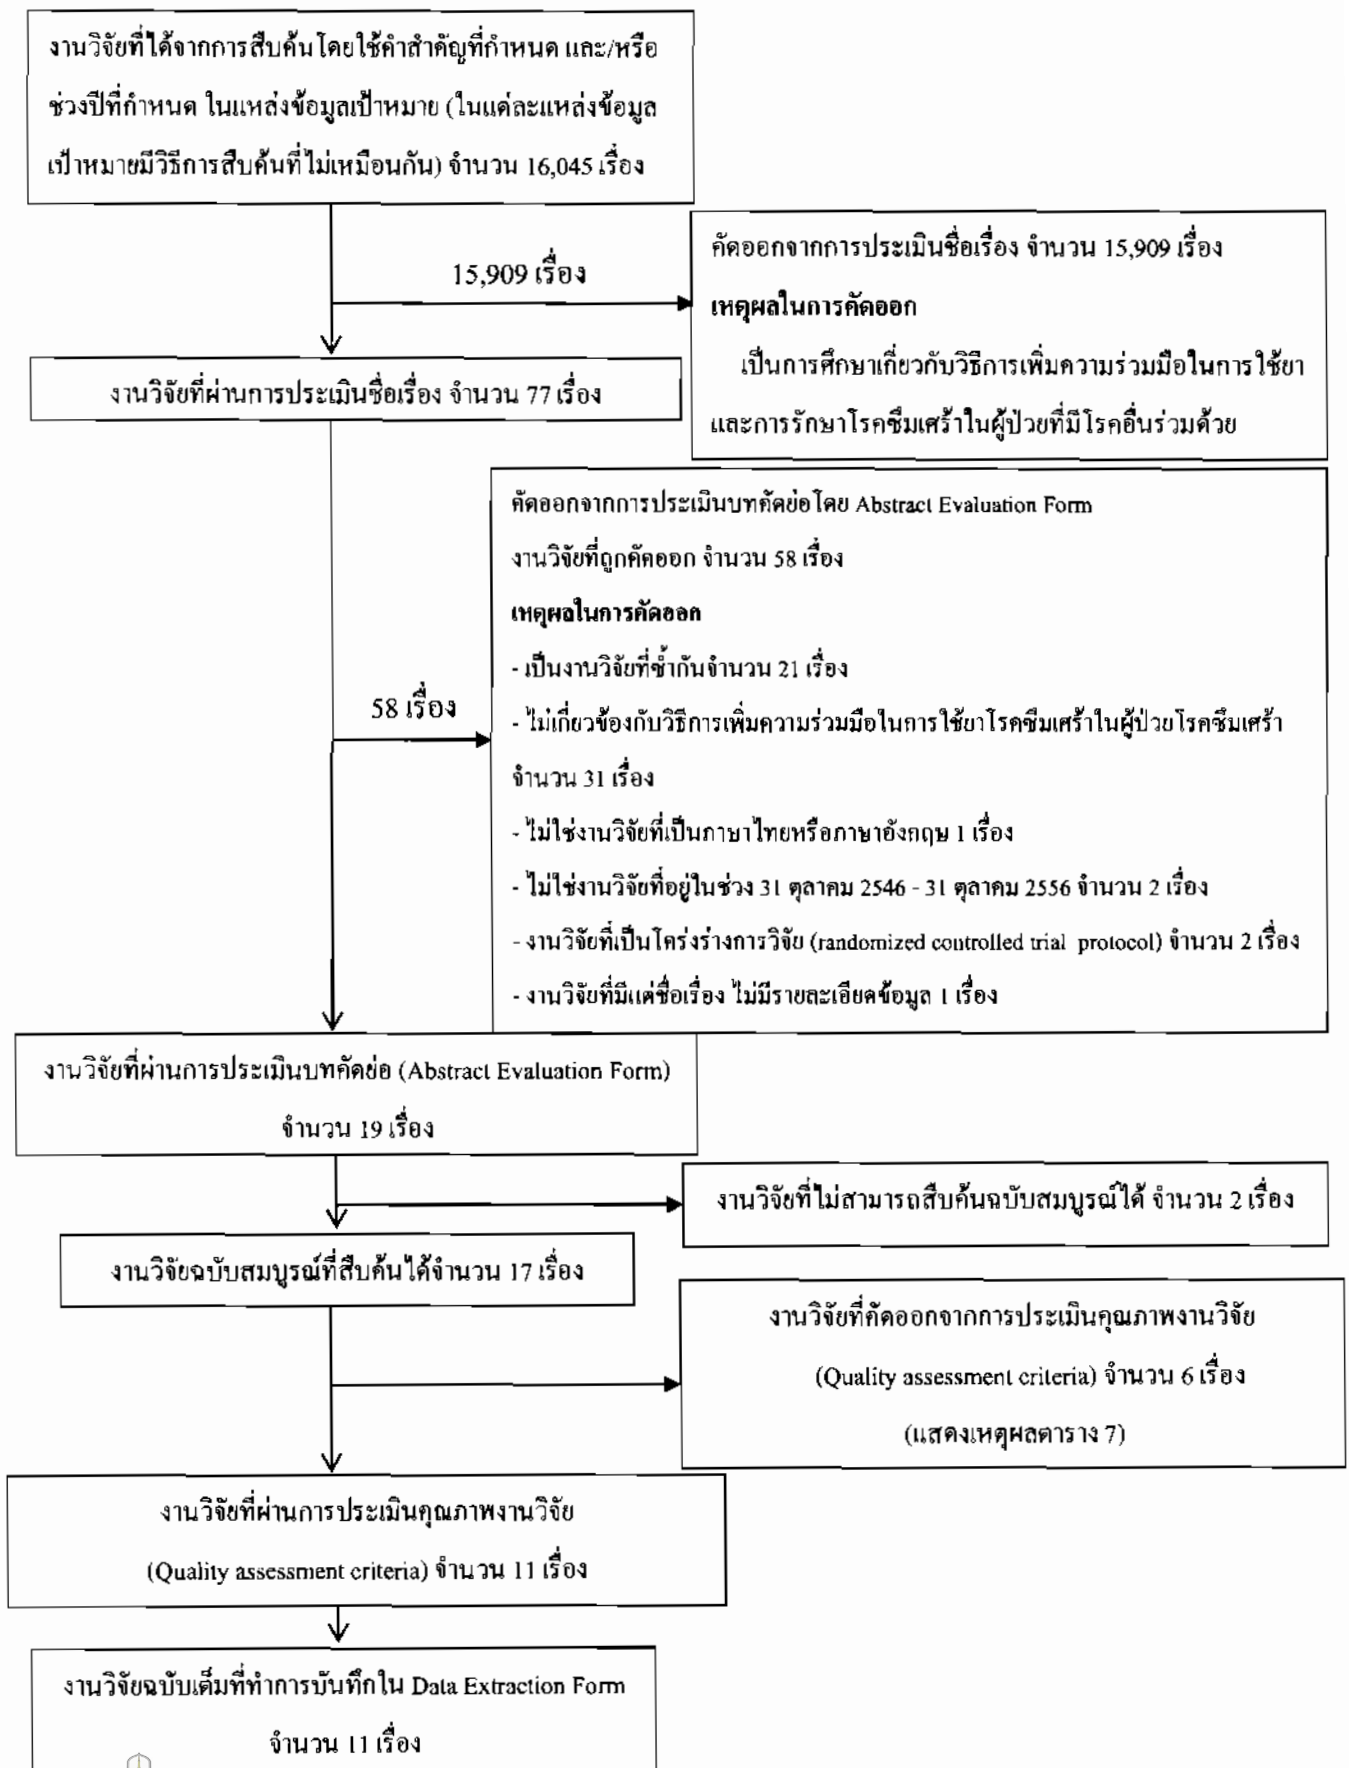 งานวิจัยที่ได้จากการสืบค้นโดยใช้คำสำคัญที่กำหนด และ/หรือ
ช่วงปีที่กำหนด ในแหล่งข้อมูลเป้าหมาย (ในแต่ละแหล่งข้อมูล
เป้าหมายมีวิธีการสืบค้นที่ไม่เหมือนกัน) จำนวน 16,045 เรื่อง
15,909 เรื่อง
คัดออกจากการประเมินชื่อเรื่อง จำนวน 15,909 เรื่อง
เหตุผลในการคัดออก
เป็นการศึกษาเกี่ยวกับวิธีการเพิ่มความร่วมมือในการใช้ยา
และการรักษาโรคซึมเศร้าในผู้ป่วยที่มีโรคอื่นร่วมด้วย
งานวิจัยที่ผ่านการประเมินชื่อเรื่อง จำนวน 77 เรื่อง
58 เรื่อง
คัดออกจากการประเมินบทคัดย่อโดย Abstract Evaluation Form
งานวิจัยที่ถูกคัดออก จำนวน 58 เรื่อง
เหตุผลในการคัดออก
- เป็นงานวิจัยที่ซ้ำกันจำนวน 21 เรื่อง
- ไม่เกี่ยวข้องกับวิธีการเพิ่มความร่วมมือในการใช้ยาโรคซึมเศร้าในผู้ป่วยโรคซึมเศร้า
จำนวน 31 เรื่อง
- ไม่ใช่งานวิจัยที่เป็นภาษาไทยหรือภาษาอังกฤษ 1 เรื่อง
- ไม่ใช่งานวิจัยที่อยู่ในช่วง 31 ตุลาคม 2546 - 31 ตุลาคม 2556 จำนวน 2 เรื่อง
- งานวิจัยที่เป็นโคร่งร่างการวิจัย (randomized controlled trial protocol) จำนวน 2 เรื่อง
- งานวิจัยที่มีแต่ชื่อเรื่อง ไม่มีรายละเอียดข้อมูล 1 เรื่อง
งานวิจัยที่ผ่านการประเมินบทคัดย่อ (Abstract Evaluation Form)
จำนวน 19 เรื่อง
งานวิจัยที่ไม่สามารถสืบค้นฉบับสมบูรณ์ได้ จำนวน 2 เรื่อง
งานวิจัยฉบับสมบูรณ์ที่สืบค้นได้จำนวน 17 เรื่อง
งานวิจัยที่คัดออกจากการประเมินคุณภาพงานวิจัย
(Quality assessment criteria) จำนวน 6 เรื่อง
(แสดงเหตุผลตาราง 7)
งานวิจัยที่ผ่านการประเมินคุณภาพงานวิจัย
(Quality assessment criteria) จำนวน 11 เรื่อง
งานวิจัยฉบับเต็มที่ทำการบันทึกใน Data Extraction Form
จำนวน 11 เรื่อง